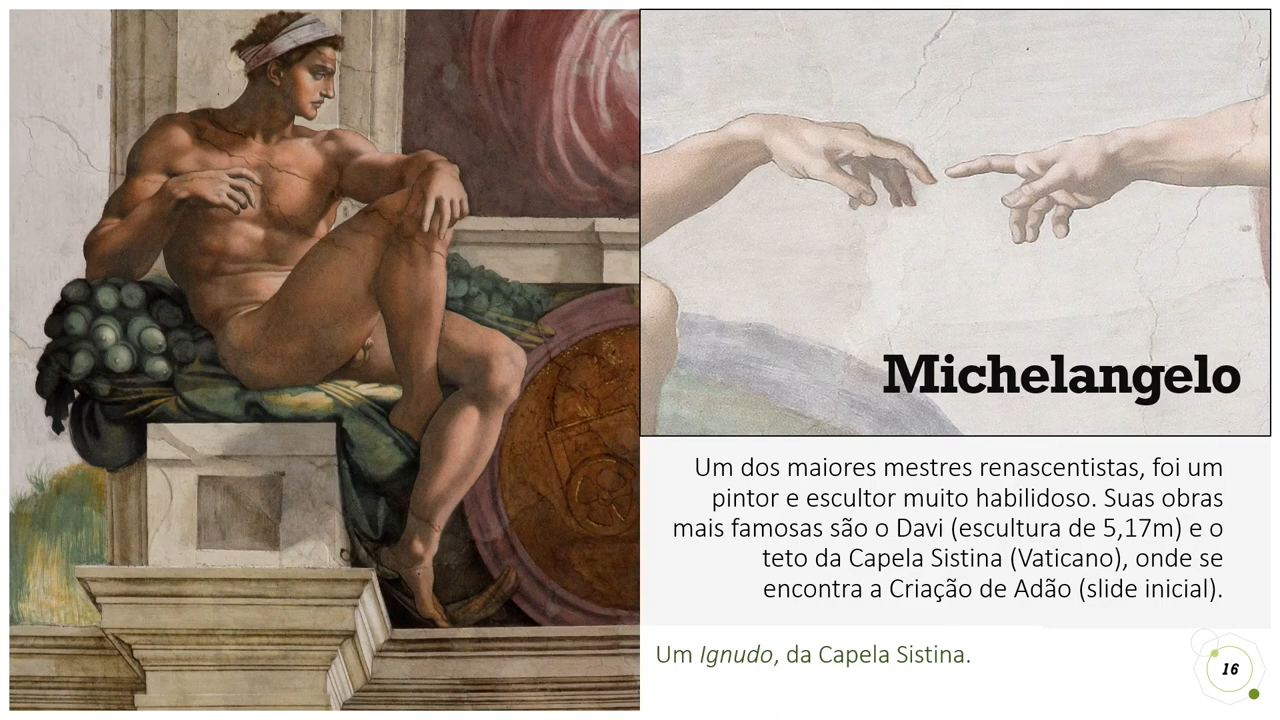 Michelangelo
Um dos maiores mestres renascentistas, foi um
pintor e escultor muito habilidoso. Suas obras
mais famosas são o Davi (escultura de 5,17m) e o
teto da Capela Sistina (Vaticano), onde se
encontra a Criação de Adão (slide inicial).
Um Ignudo, da Capela Sistina.
16